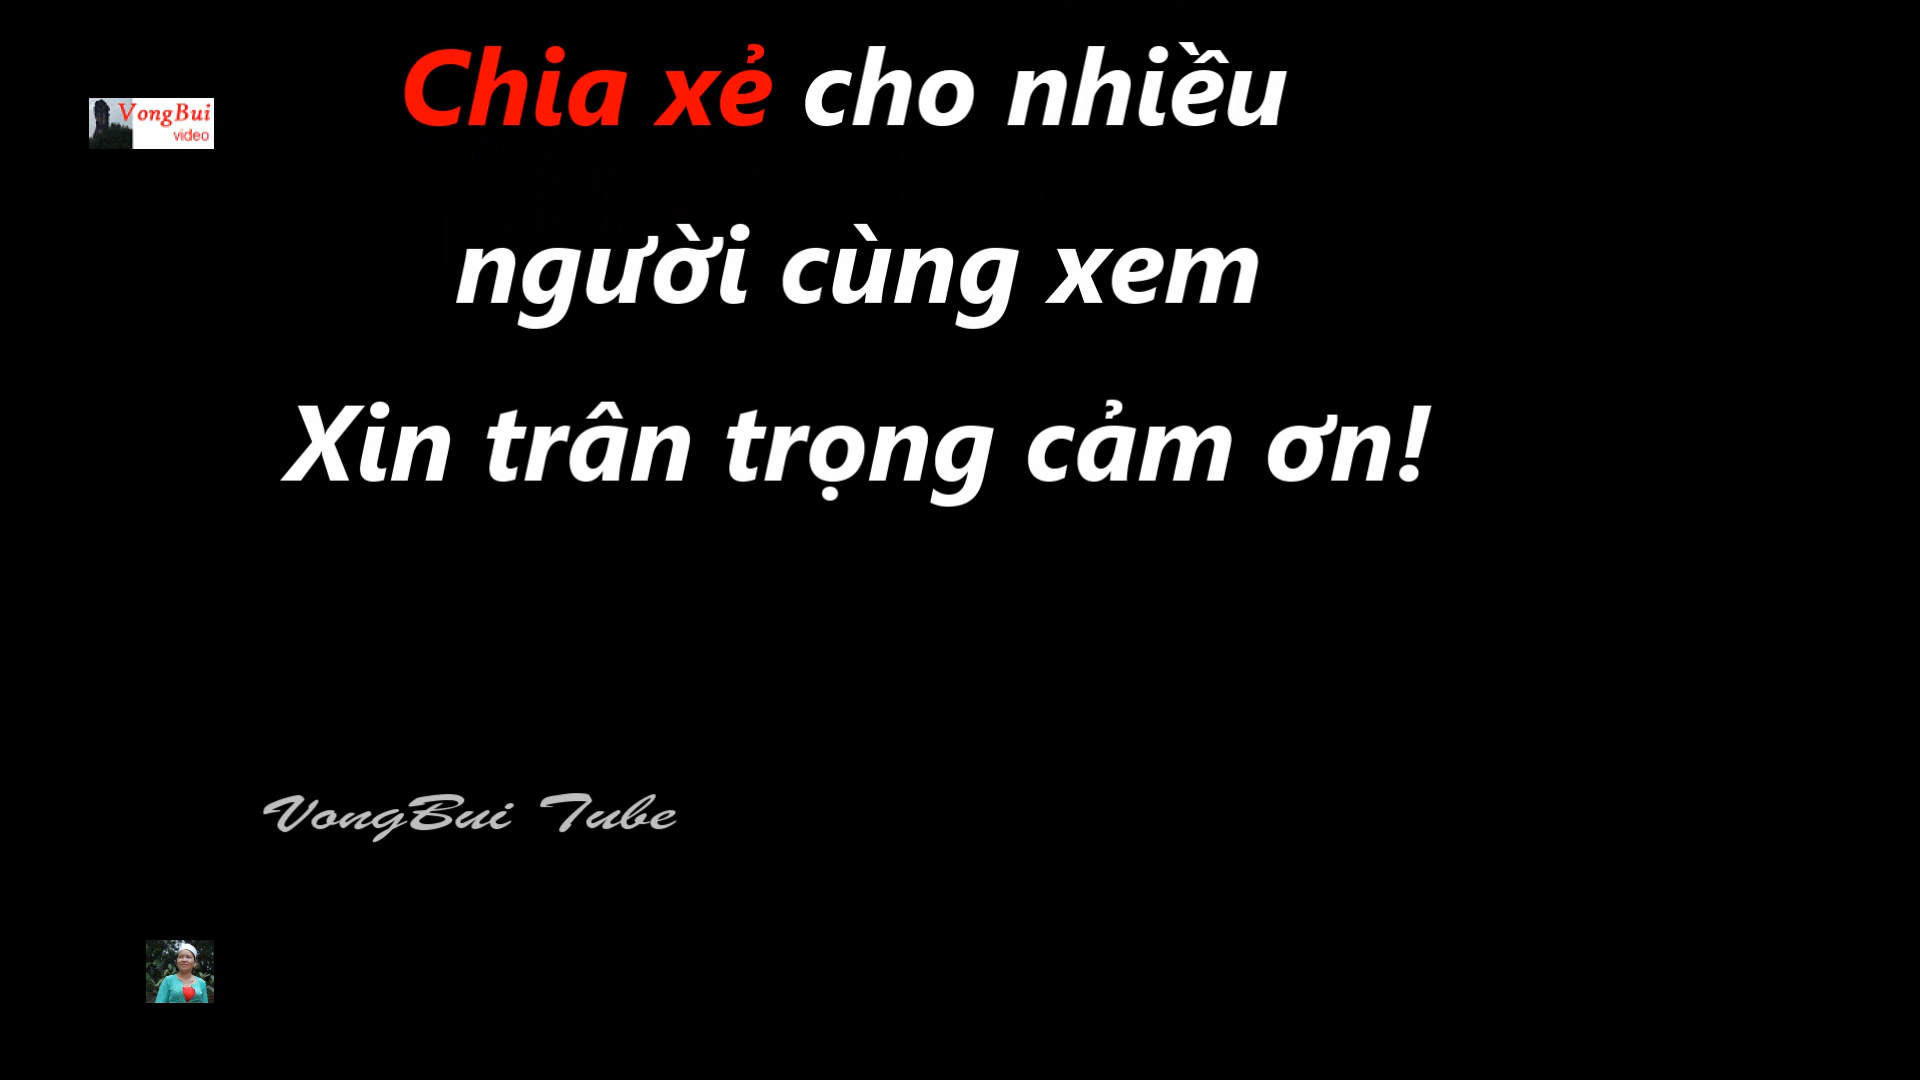 Chia xẻ cho nhiều
VongBui
video
người cùng xem
Xin trân trọng cảm ơn!
VongBui Tube